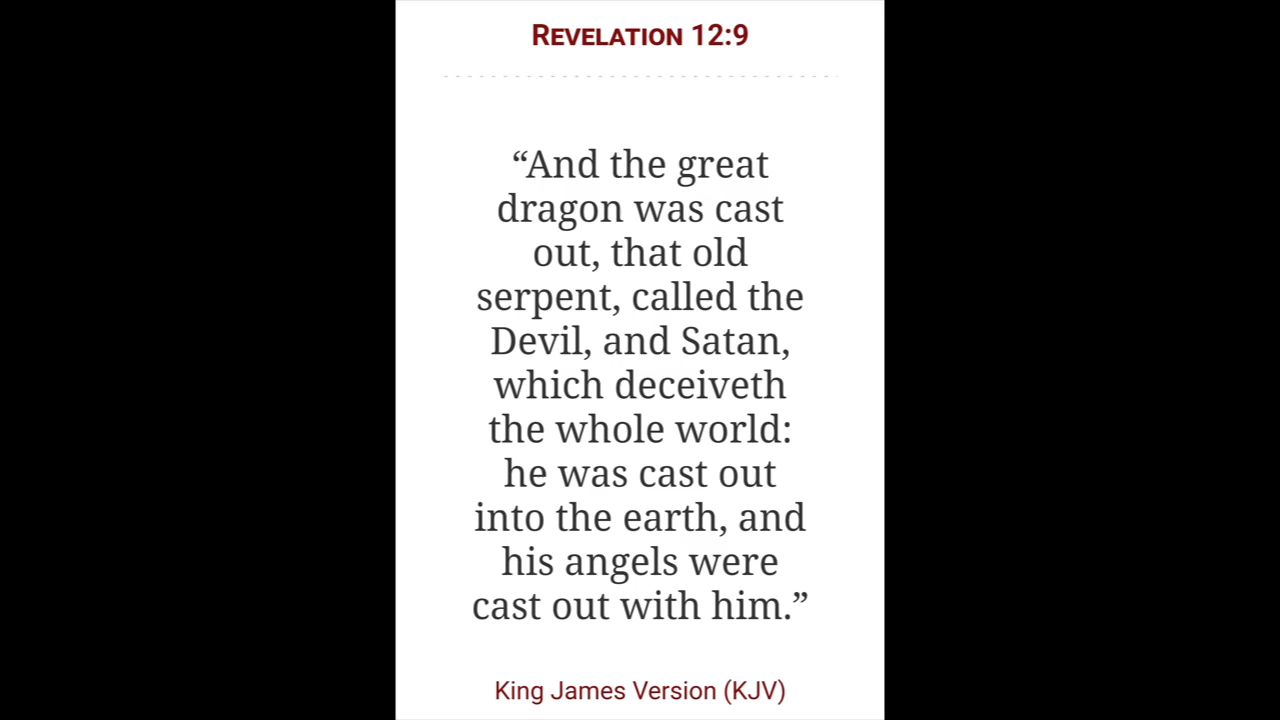 Revelation 12:9
“And the great
dragon was cast
out, that old
serpent, called the
Devil, and Satan,
which deceiveth
the whole world:
he was cast out
into the earth, and
his angels were
cast out with him.”
King James Version (KJV)